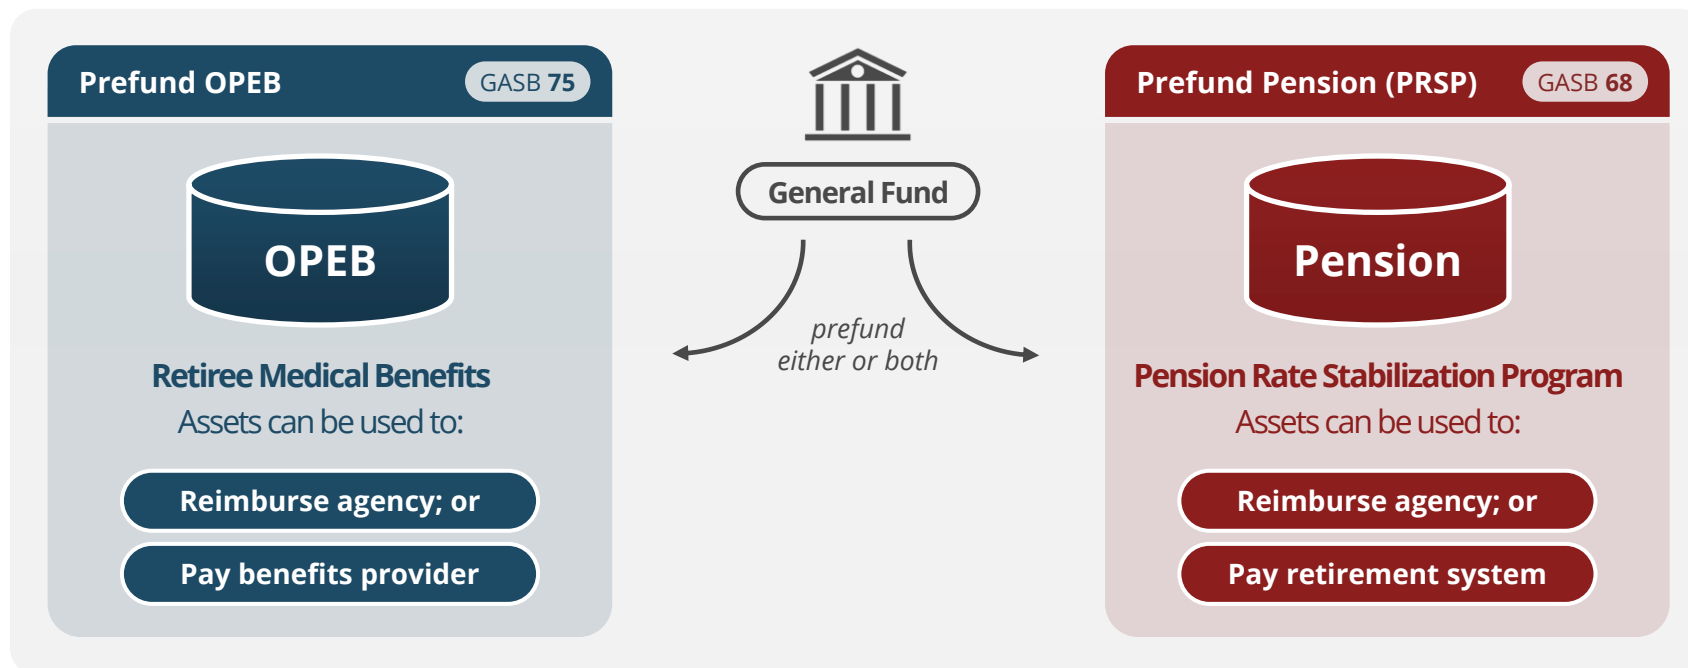 Prefund OPEB
GASB 75
OPEB
Retiree Medical Benefits
Assets can be used to:
Reimburse agency; or
Pay benefits provider
General Fund
prefund
either or both
Prefund Pension (PRSP)
GASB 68
Pension
Pension Rate Stabilization Program
Assets can be used to:
Reimburse agency; or
Pay retirement system